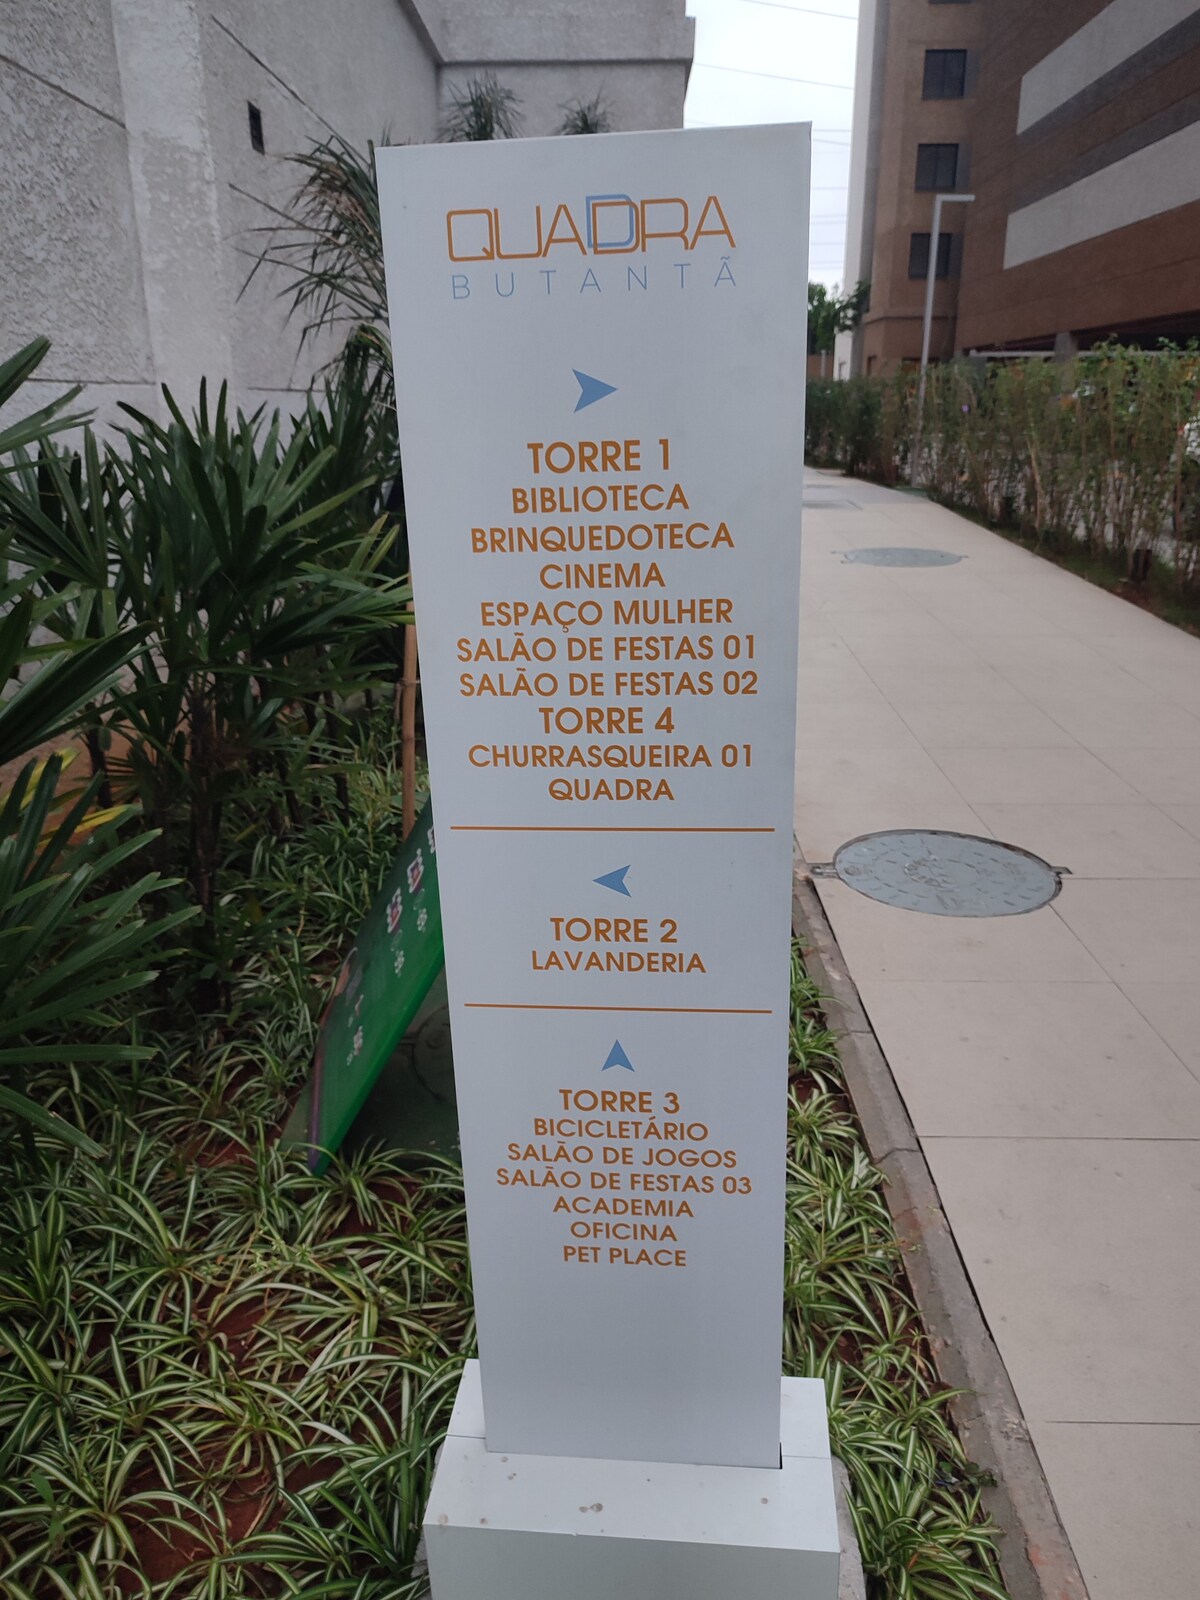 QUADRA
BUTANTÃ
TORRE 1
BIBLIOTECA
BRINQUEDOTECA
CINEMA
ESPAÇO MULHER
SALÃO DE FESTAS 01
SALÃO DE FESTAS 02
TORRE 4
CHURRASQUEIRA 01
QUADRA
TORRE 2
LAVANDERIA
TORRE 3
BICICLETÁRIO
SALÃO DE JOGOS
SALÃO DE FESTAS 03
ACADEMIA
OFICINA
PET PLACE